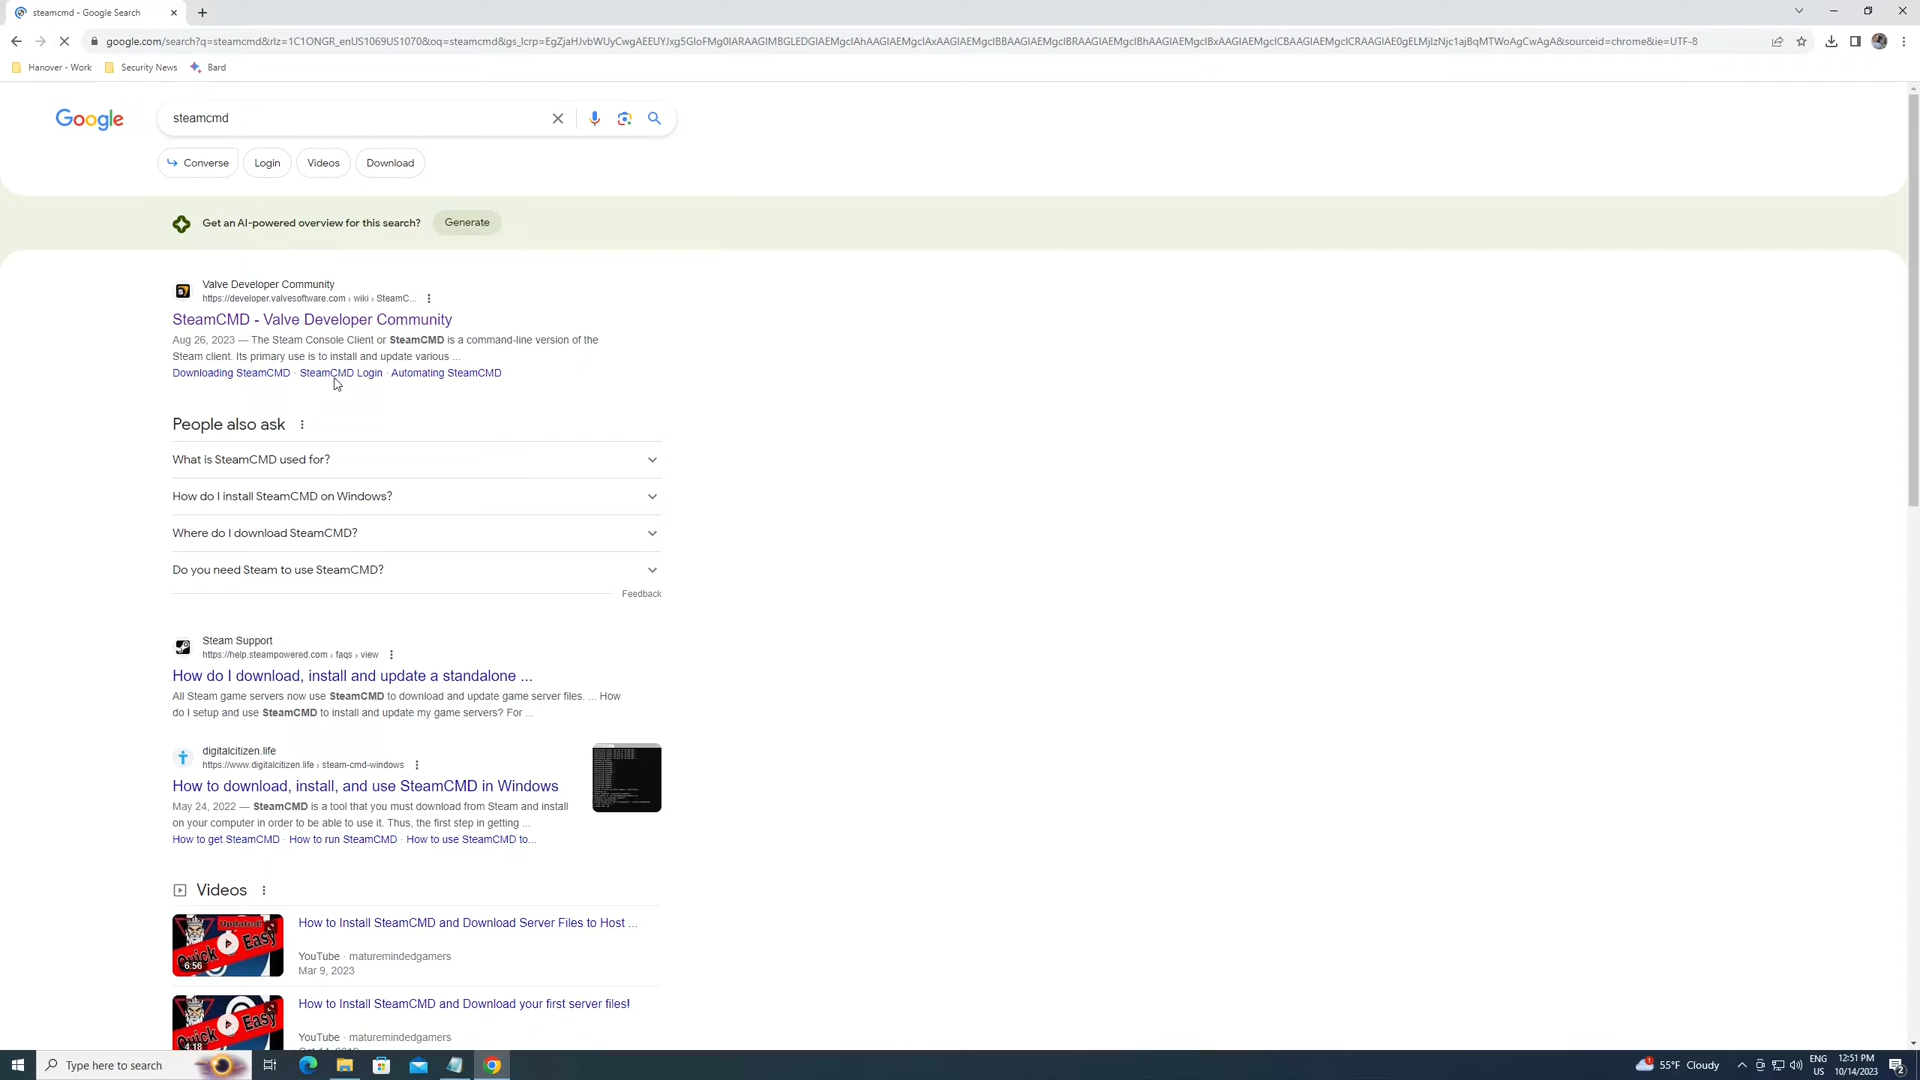 steamcmd - Google Search
google.com/search?q=steamcmd&rlz=1C1ONGR_enUS1069US1070&oq=steamcmd&gs_lcrp=
Hanover - Work
Security News
Bard
Google
steamcmd
Converse
Login
Videos
Download
Get an AI-powered overview for this search?
Generate
Valve Developer Community
https://developer.valvesoftware.com › wiki › SteamC...
SteamCMD - Valve Developer Community
Aug 26, 2023 — The Steam Console Client or SteamCMD is a command-line version of the
Steam client. Its primary use is to install and update various ...
Downloading SteamCMD · SteamCMD Login · Automating SteamCMD
People also ask
What is SteamCMD used for?
How do I install SteamCMD on Windows?
Where do I download SteamCMD?
Do you need Steam to use SteamCMD?
Feedback
Steam Support
https://help.steampowered.com › faqs › view
How do I download, install and update a standalone ...
All Steam game servers now use SteamCMD to download and update game server files. ... How
do I setup and use SteamCMD to install and update my game servers? For ...
digitalcitizen.life
https://www.digitalcitizen.life › steam-cmd-windows
How to download, install, and use SteamCMD in Windows
May 24, 2022 — SteamCMD is a tool that you must download from Steam and install
on your computer in order to be able to use it. Thus, the first step in getting ...
How to get SteamCMD · How to run SteamCMD · How to use SteamCMD to...
Videos
Updated!
Quick Easy
6:56
How to Install SteamCMD and Download Server Files to Host ...
YouTube · maturemindedgamers
Mar 9, 2023
Quick Easy
4:18
How to Install SteamCMD and Download your first server files!
YouTube · maturemindedgamers
Type here to search
55°F Cloudy
ENG
US
12:51 PM
10/14/2023
2